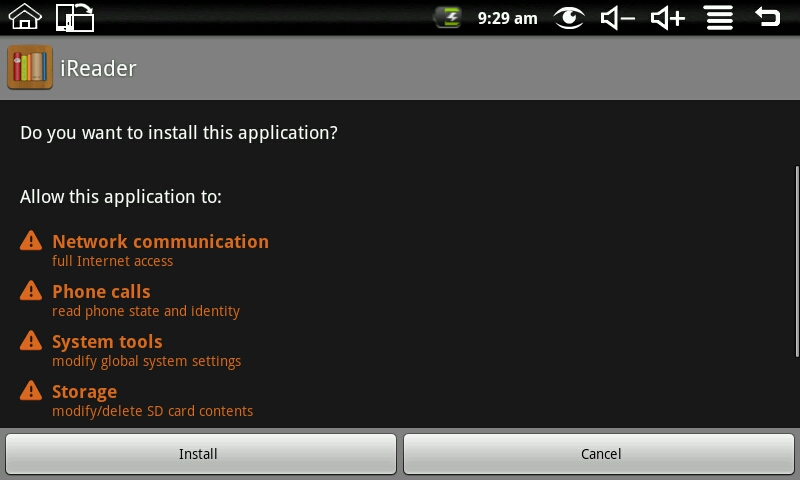 9:29 am
iReader
Do you want to install this application?
Allow this application to:
Network communication
full Internet access
Phone calls
read phone state and identity
System tools
modify global system settings
Storage
modify/delete SD card contents
Install
Cancel